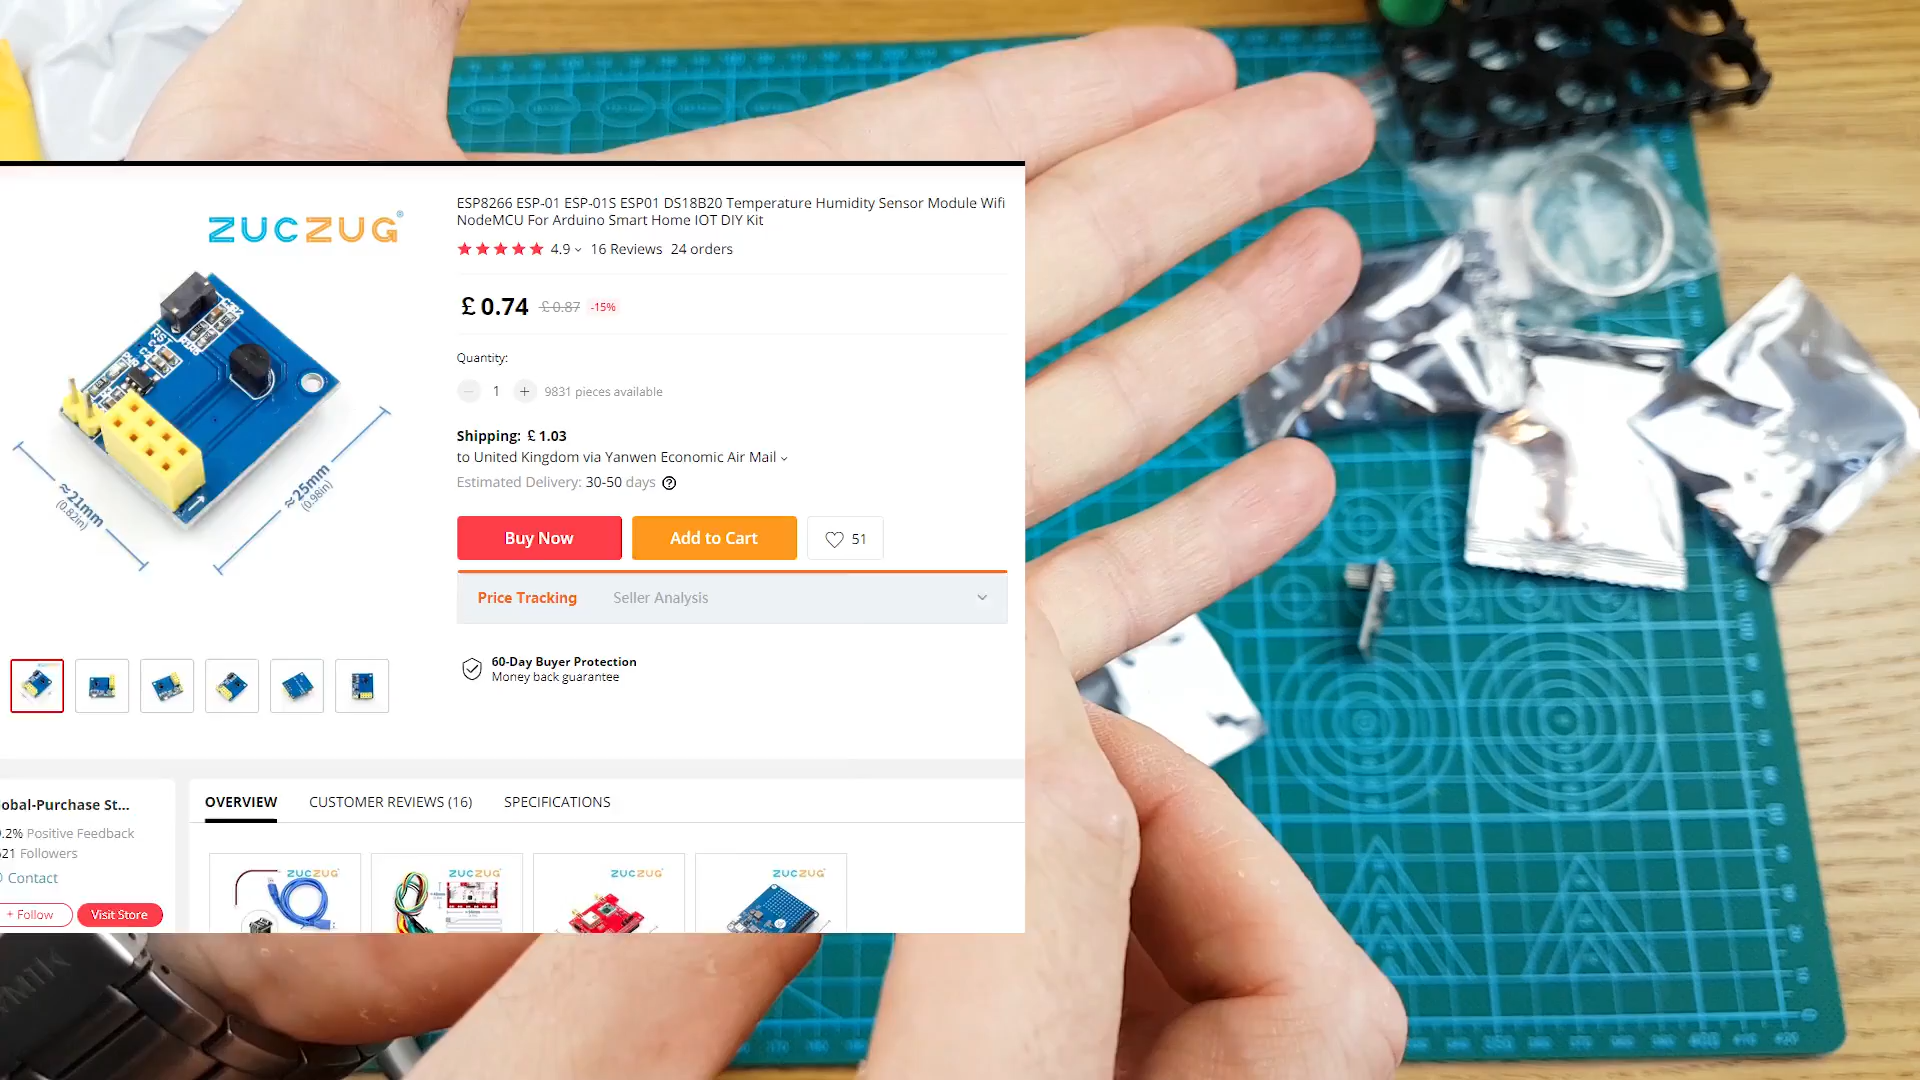 ZUCZUG®
≈21mm
(0.82in)
≈25mm
(0.98in)
ESP8266 ESP-01 ESP-01S ESP01 DS18B20 Temperature Humidity Sensor Module Wifi
NodeMCU For Arduino Smart Home IOT DIY Kit
4.9 16 Reviews 24 orders
£ 0.74 £ 0.87 -15%
Quantity:
1 + 9831 pieces available
Shipping: £ 1.03
to United Kingdom via Yanwen Economic Air Mail
Estimated Delivery: 30-50 days
Buy Now Add to Cart 51
Price Tracking Seller Analysis
60-Day Buyer Protection
Money back guarantee
obal-Purchase St...
.2% Positive Feedback
21 Followers
Contact
+ Follow Visit Store
OVERVIEW CUSTOMER REVIEWS (16) SPECIFICATIONS
ZUCZUG ZUCZUG ZUCZUG ZUCZUG